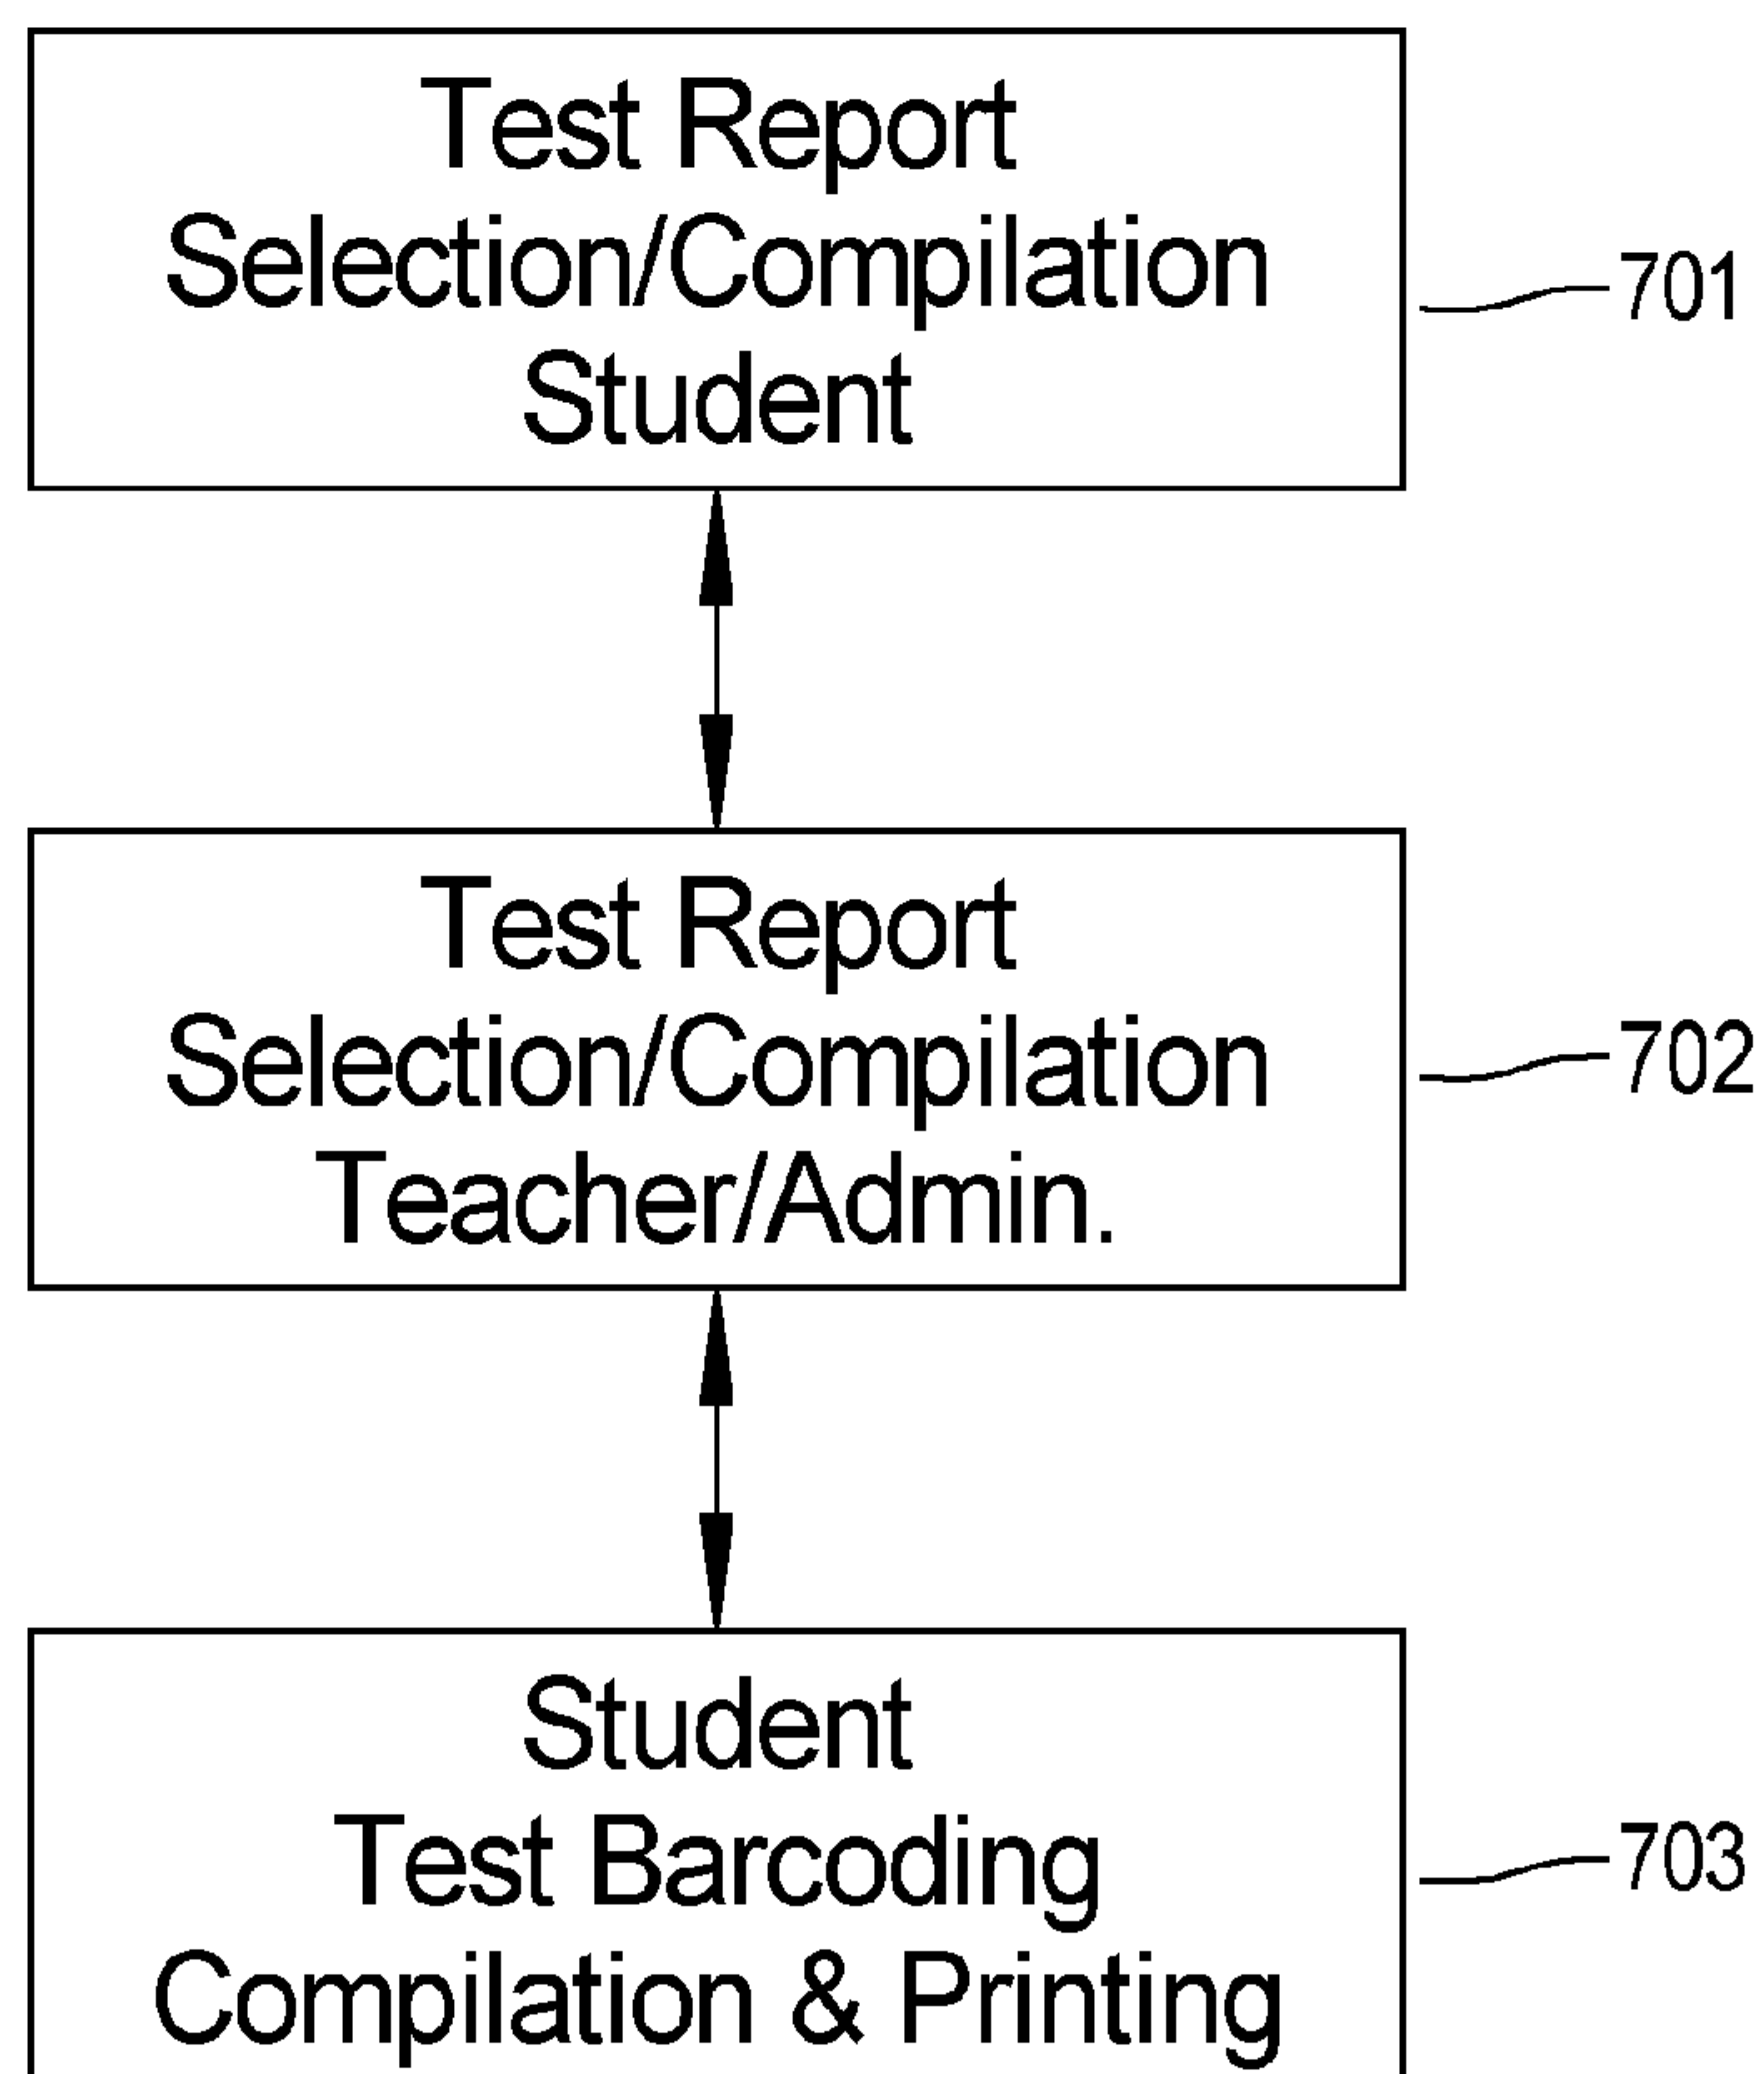 Test Report
Selection/Compilation
Student
701
Test Report
Selection/Compilation
Teacher/Admin.
702
Student
Test Barcoding
Compilation & Printing
703